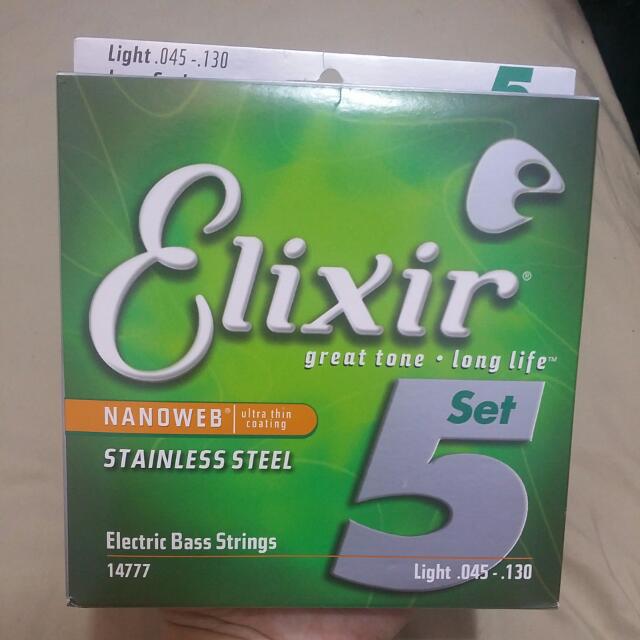 Light .045 -.130
5
Elixir®
great tone • long life™
NANOWEB® ultra thin
coating
Set
5
STAINLESS STEEL
Electric Bass Strings
14777
Light .045 -.130